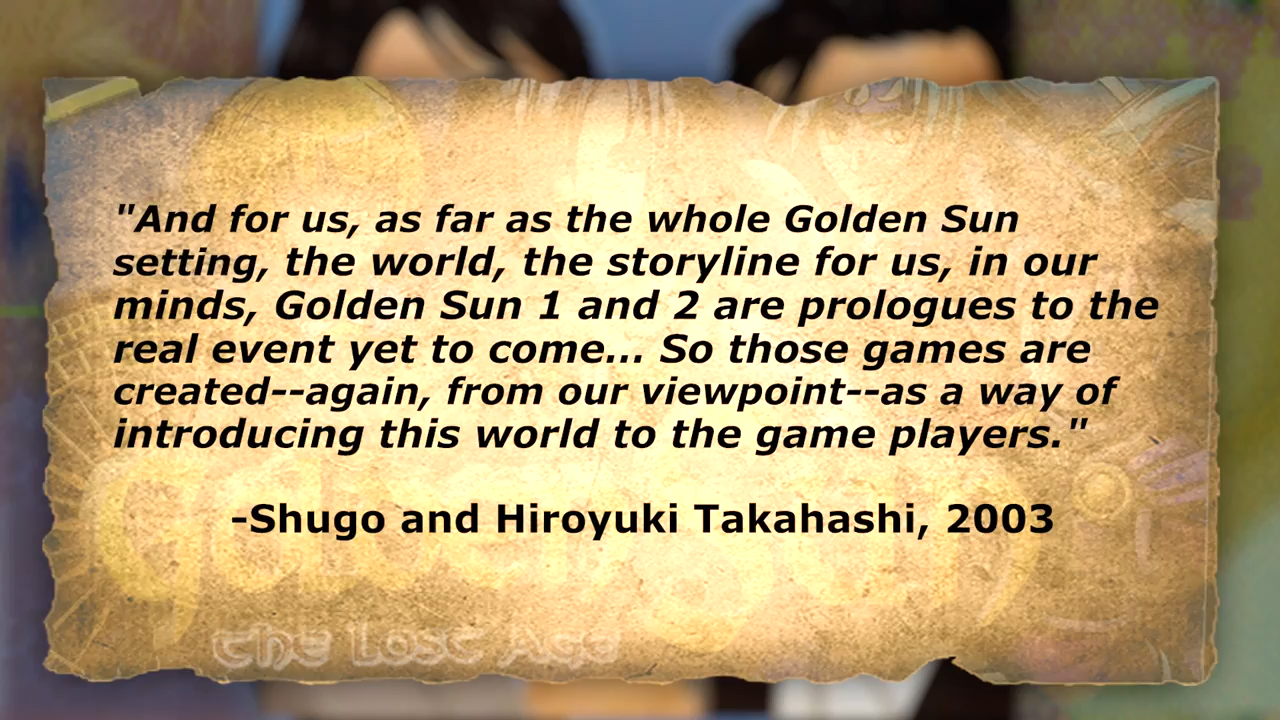 "And for us, as far as the whole Golden Sun
setting, the world, the storyline for us, in our
minds, Golden Sun 1 and 2 are prologues to the
real event yet to come... So those games are
created--again, from our viewpoint--as a way of
introducing this world to the game players."
-Shugo and Hiroyuki Takahashi, 2003
Golden Sun
The Lost Age